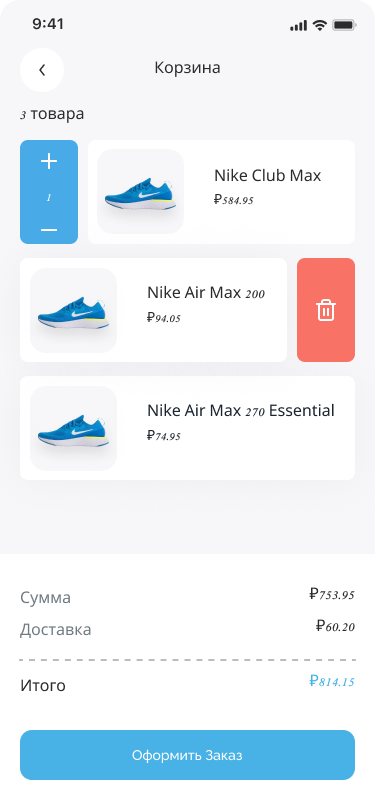 9:41
Корзина
3 товара
1
Nike Club Max
₽584.95
Nike Air Max 200
₽94.05
Nike Air Max 270 Essential
₽74.95
Сумма ₽753.95
Доставка ₽60.20
Итого ₽814.15
Оформить Заказ